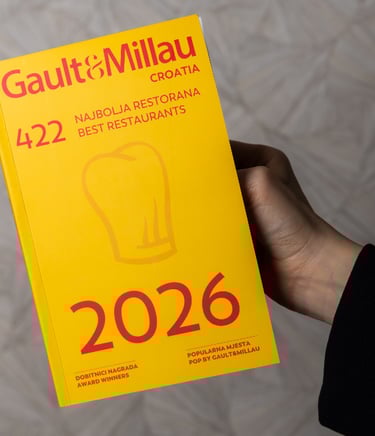 Gault&Millau
CROATIA
422
NAJBOLJA RESTORANA
BEST RESTAURANTS
2026
DOBITNICI NAGRADA
AWARD WINNERS
POPULARNA MJESTA
POP BY GAULT&MILLAU